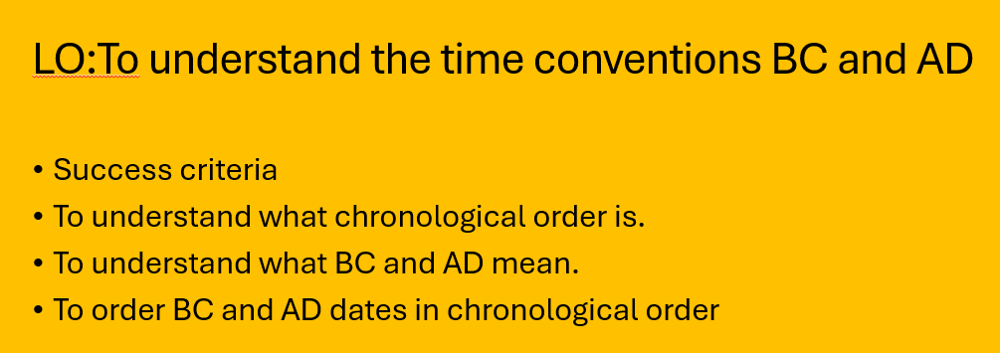 LO:To understand the time conventions BC and AD
• Success criteria
• To understand what chronological order is.
• To understand what BC and AD mean.
• To order BC and AD dates in chronological order